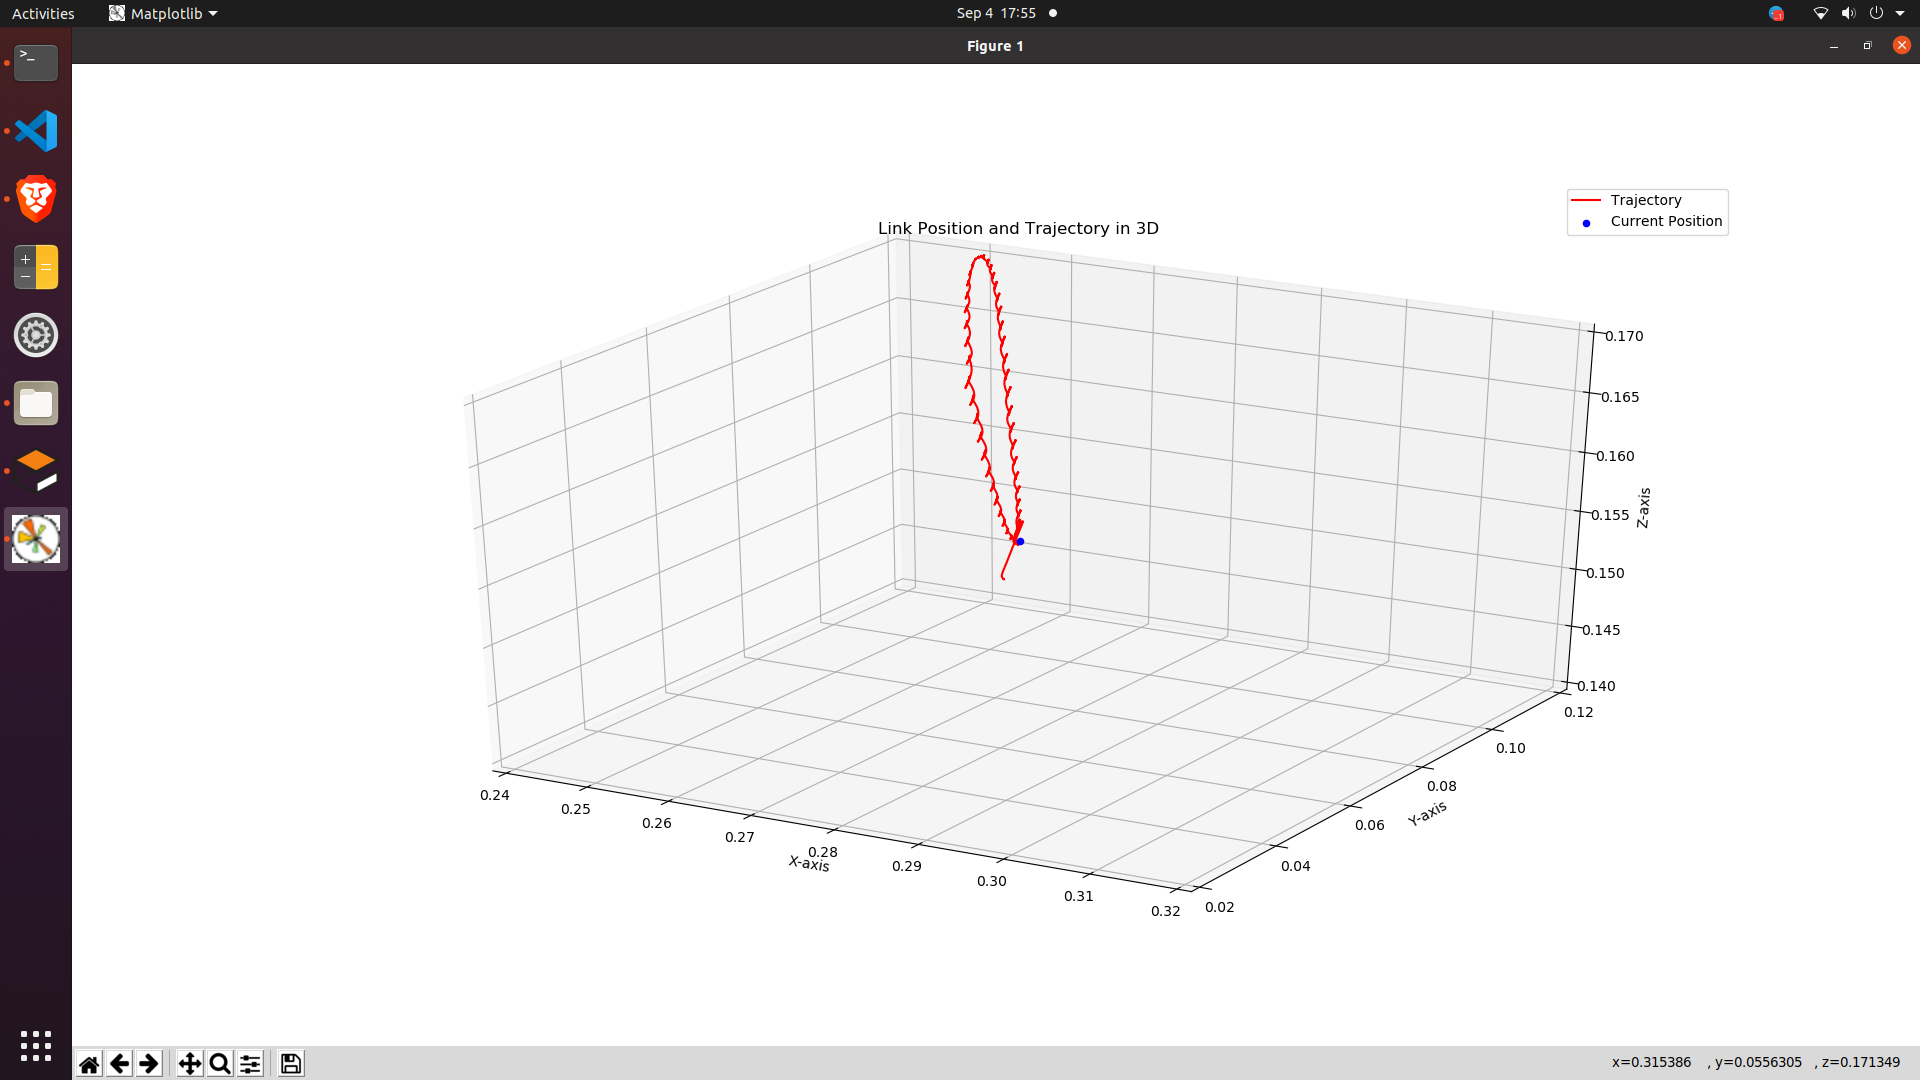 Activities
Matplotlib
Sep 4 17:55
Figure 1
Link Position and Trajectory in 3D
Trajectory
Current Position
0.170
0.165
0.160
0.155
0.150
0.145
0.140
Z-axis
0.12
0.10
0.08
0.06
0.04
0.02
Y-axis
0.24
0.25
0.26
0.27
0.28
0.29
0.30
0.31
0.32
X-axis
x=0.315386 , y=0.0556305 , z=0.171349